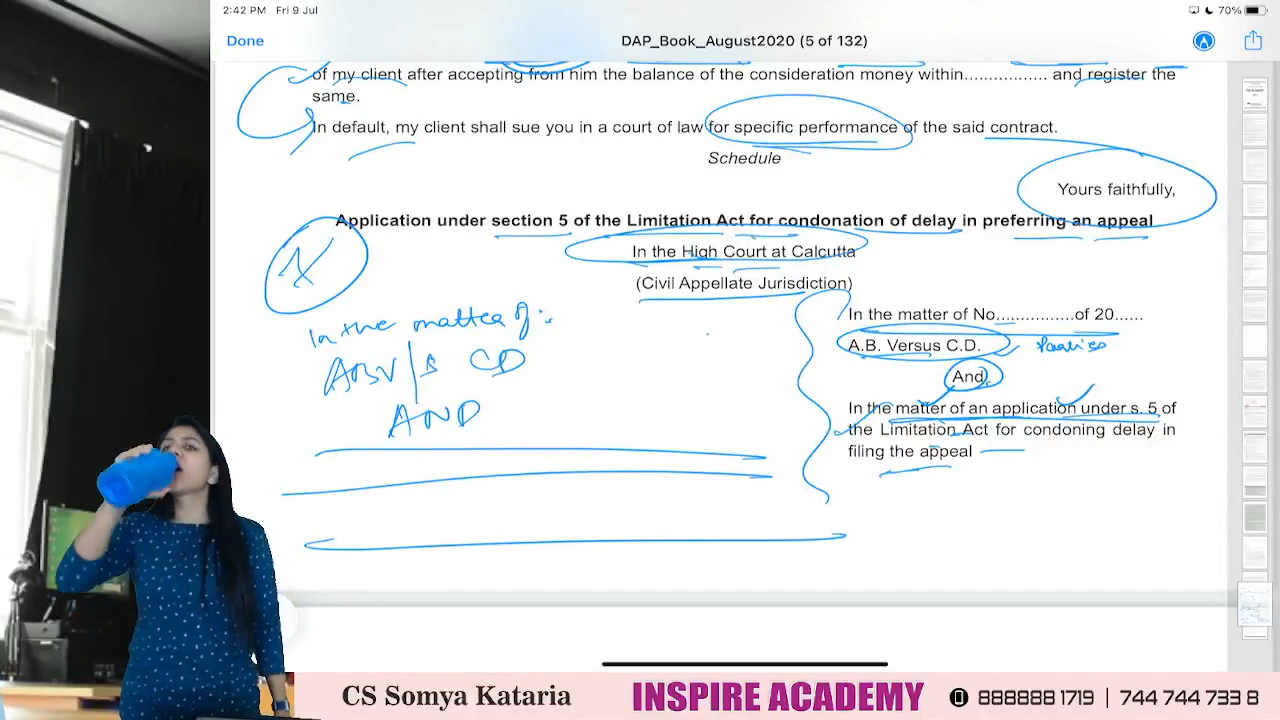 2:42 PM Fri 9 Jul
70%
Done
DAP_Book_August2020 (5 of 132)
of my client after accepting from him the balance of the consideration money within................. and register the
same.
In default, my client shall sue you in a court of law for specific performance of the said contract.
Schedule
Yours faithfully,
Application under section 5 of the Limitation Act for condonation of delay in preferring an appeal
In the High Court at Calcutta
(Civil Appellate Jurisdiction)
In the matter of No................of 20......
A.B. Versus C.D.
Parties
And
In the matter of an application under s. 5 of
the Limitation Act for condoning delay in
filing the appeal
In the matter of :
AB V/S CD
AND
CS Somya Kataria
INSPIRE ACADEMY
888888 1719 | 744 744 733 8